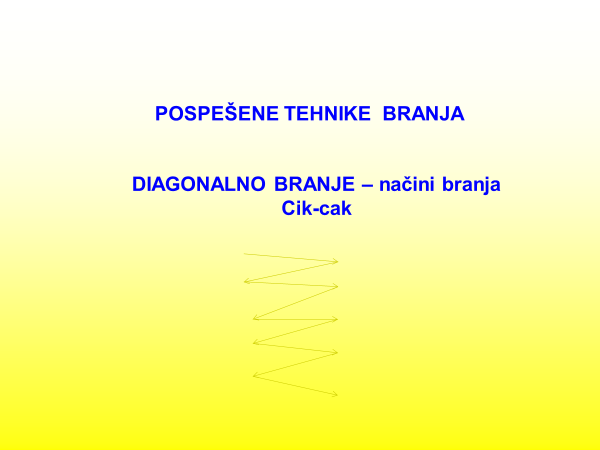 POSPEŠENE TEHNIKE  BRANJA
DIAGONALNO BRANJE – načini branja
Cik-cak